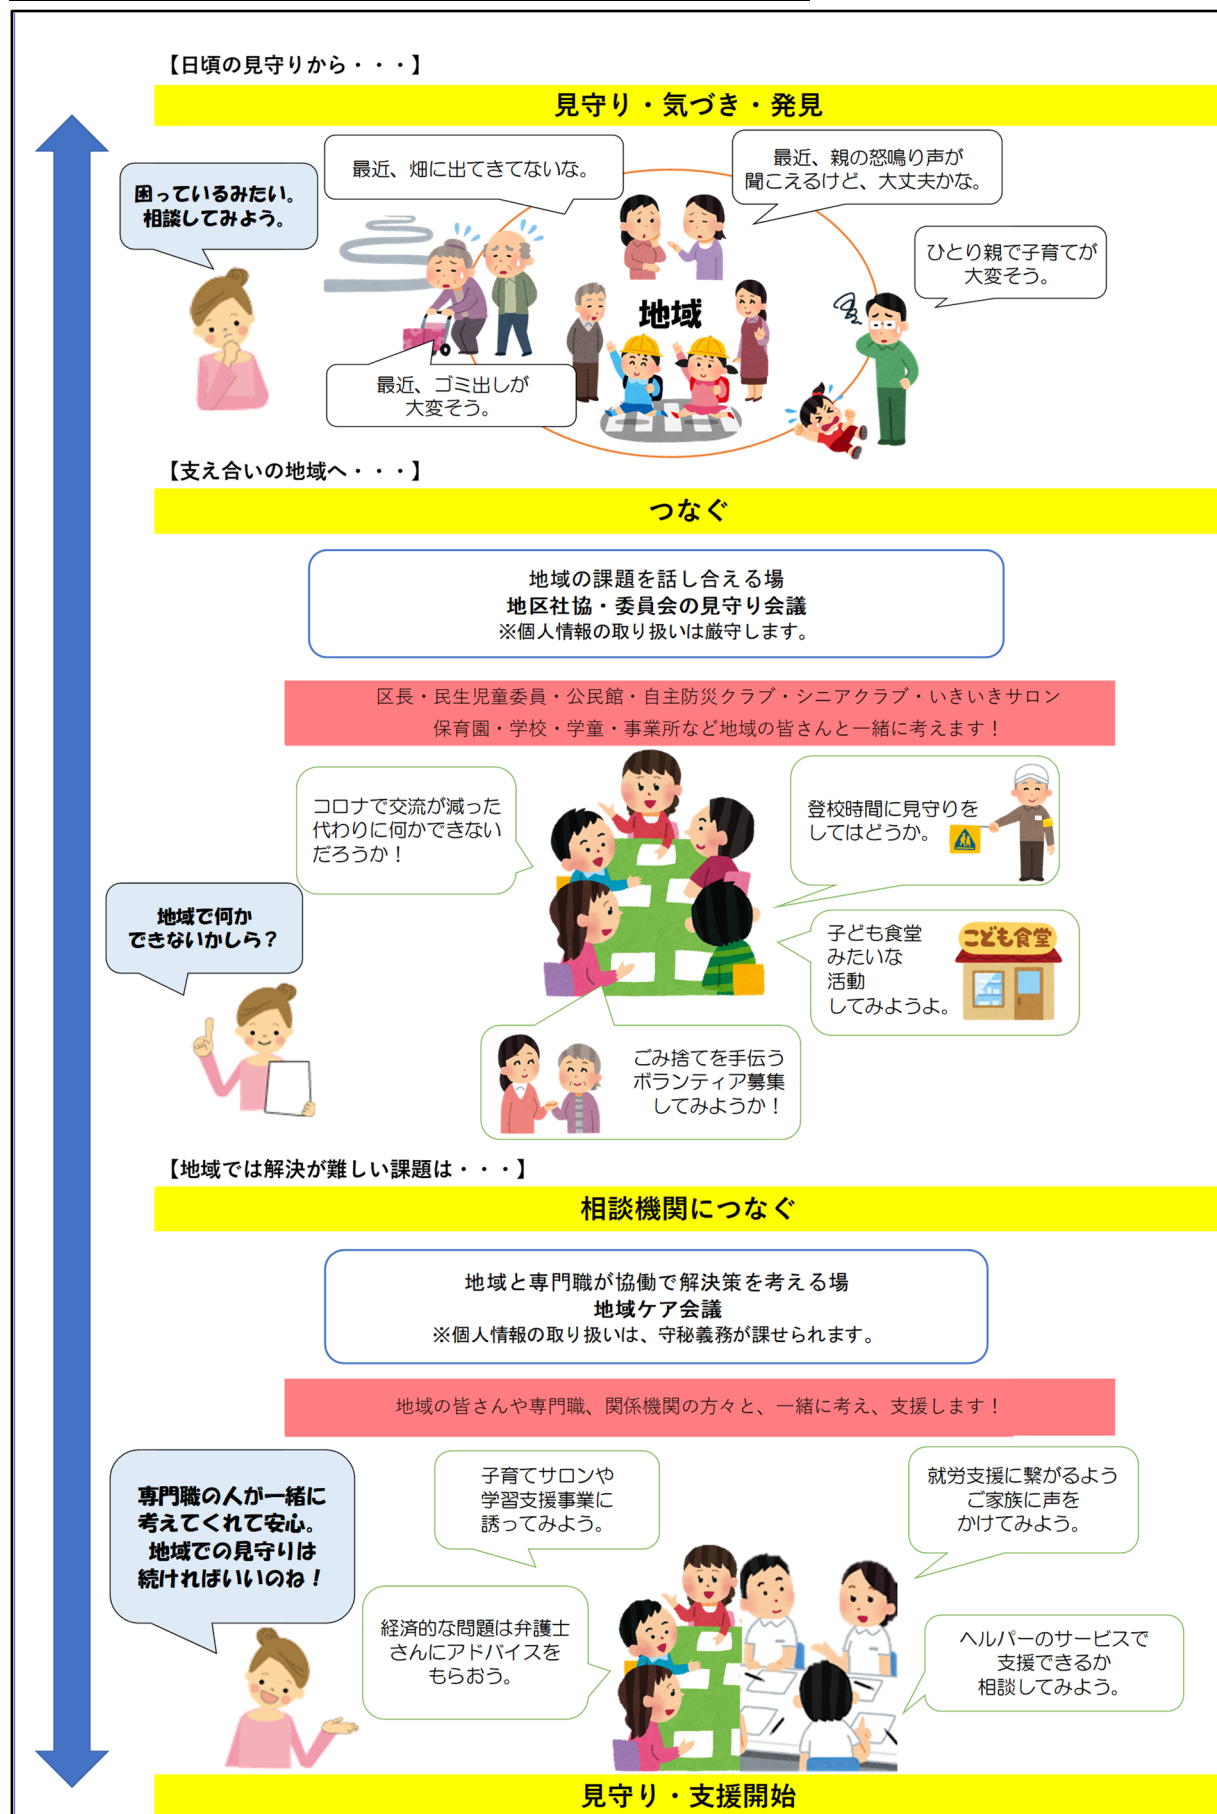 【日頃の見守りから・・・】
見守り・気づき・発見
困っているみたい。
相談してみよう。
最近、畑に出てきてないな。
最近、親の怒鳴り声が
聞こえるけど、大丈夫かな。
ひとり親で子育てが
大変そう。
地域
最近、ゴミ出しが
大変そう。
【支え合いの地域へ・・・】
つなぐ
地域の課題を話し合える場
地区社協・委員会の見守り会議
※個人情報の取り扱いは厳守します。
区長・民生児童委員・公民館・自主防災クラブ・シニアクラブ・いきいきサロン
保育園・学校・学童・事業所など地域の皆さんと一緒に考えます！
コロナで交流が減った
代わりに何かできない
だろうか！
登校時間に見守りを
してはどうか。
地域で何か
できないかしら？
子ども食堂
みたいな
活動
してみようよ。
こども食堂
ごみ捨てを手伝う
ボランティア募集
してみようか！
【地域では解決が難しい課題は・・・】
相談機関につなぐ
地域と専門職が協働で解決策を考える場
地域ケア会議
※個人情報の取り扱いは、守秘義務が課せられます。
地域の皆さんや専門職、関係機関の方々と、一緒に考え、支援します！
専門職の人が一緒に
考えてくれて安心。
地域での見守りは
続ければいいのね！
子育てサロンや
学習支援事業に
誘ってみよう。
就労支援に繋がるよう
ご家族に声を
かけてみよう。
経済的な問題は弁護士
さんにアドバイスを
もらおう。
ヘルパーのサービスで
支援できるか
相談してみよう。
見守り・支援開始